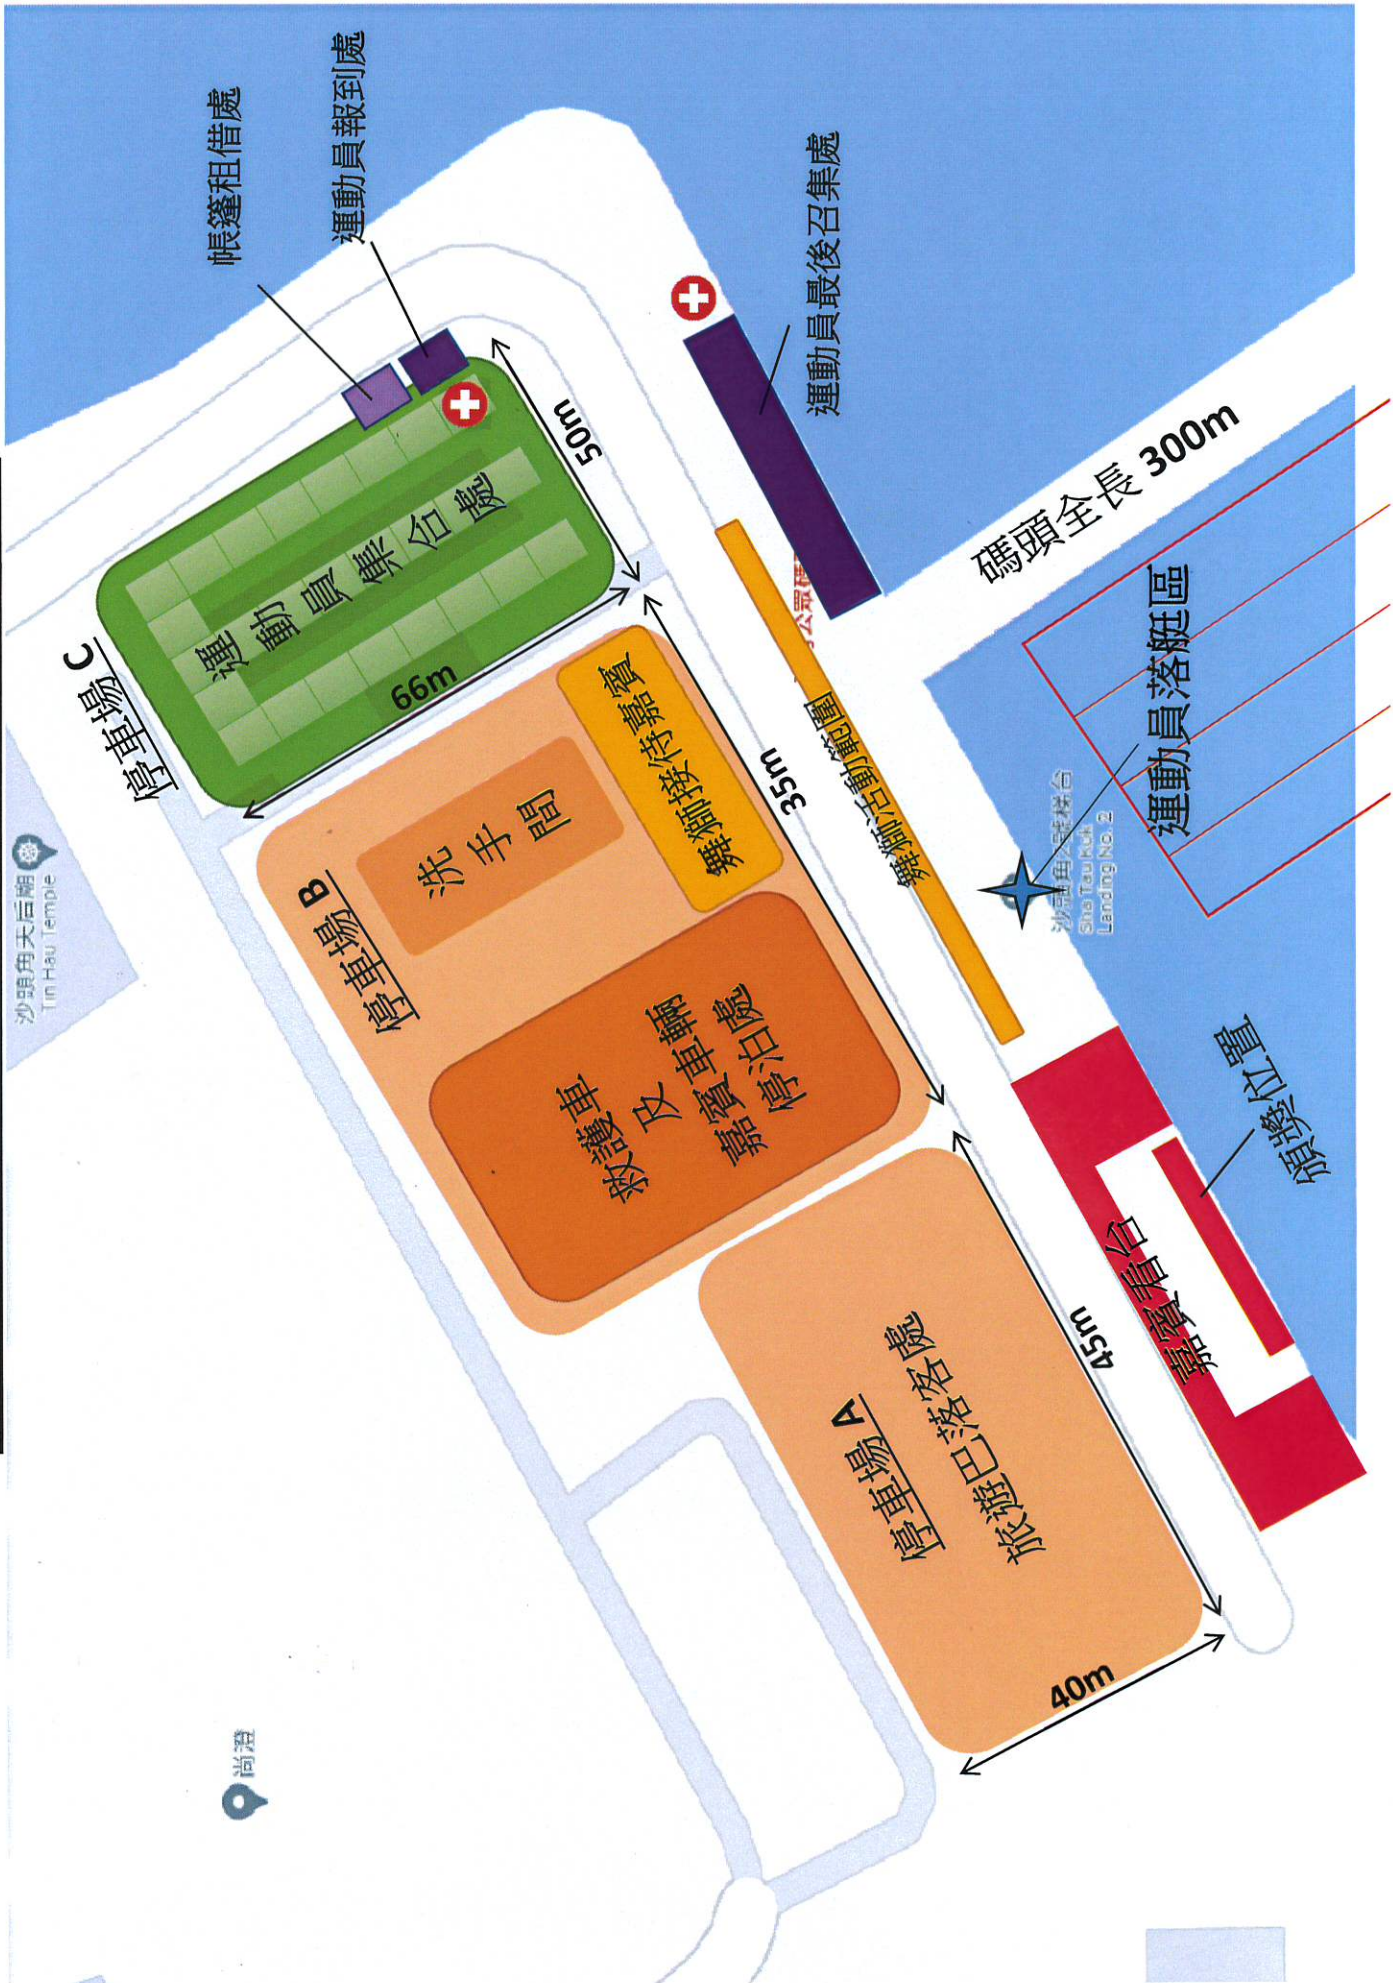 沙頭角天后廟
Tin Hau Temple
尚澄
帳篷租借處
運動員報到處
停車場 C
運動員集合處
50m
66m
運動員最後召集處
停車場 B
洗手間
舞獅接待嘉賓
35m
救護車
及
嘉賓車輛
停泊處
公眾碼
舞獅活動範圍
碼頭全長 300m
運動員落艇區
Sha Tau Kok
Landing No. 2
停車場 A
旅遊巴落客處
45m
40m
嘉賓看台
頒獎位置